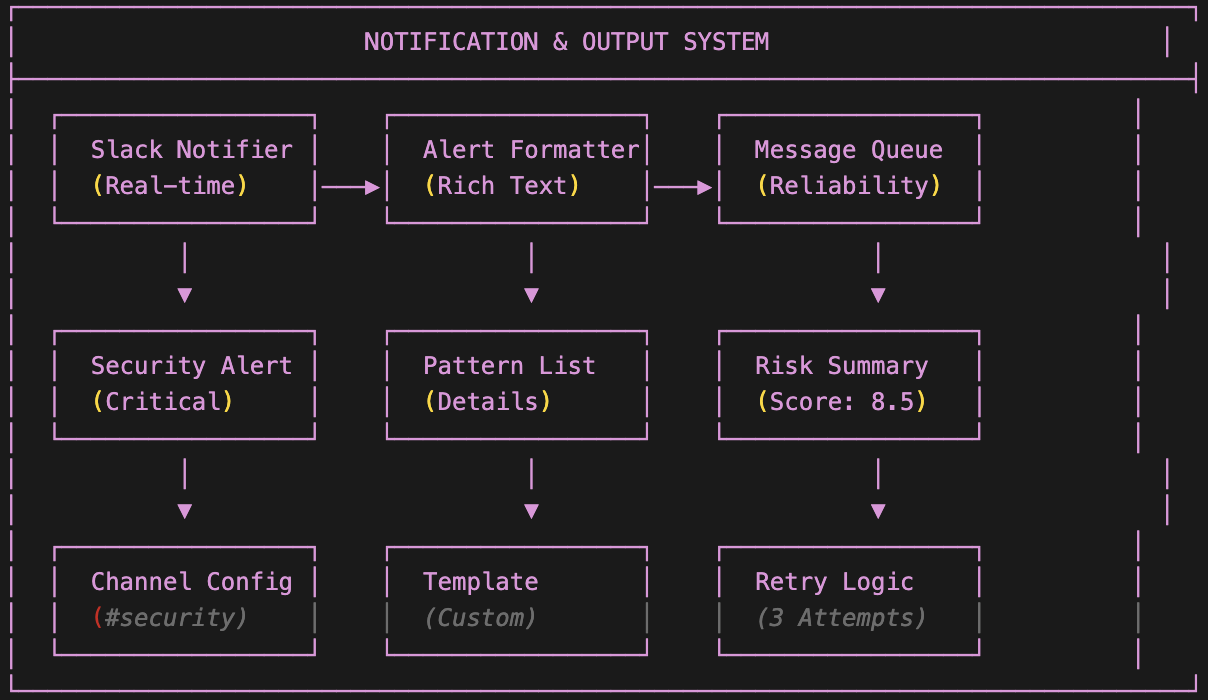 NOTIFICATION & OUTPUT SYSTEM
Slack Notifier
(Real-time)
Alert Formatter
(Rich Text)
Message Queue
(Reliability)
Security Alert
(Critical)
Pattern List
(Details)
Risk Summary
(Score: 8.5)
Channel Config
(#security)
Template
(Custom)
Retry Logic
(3 Attempts)